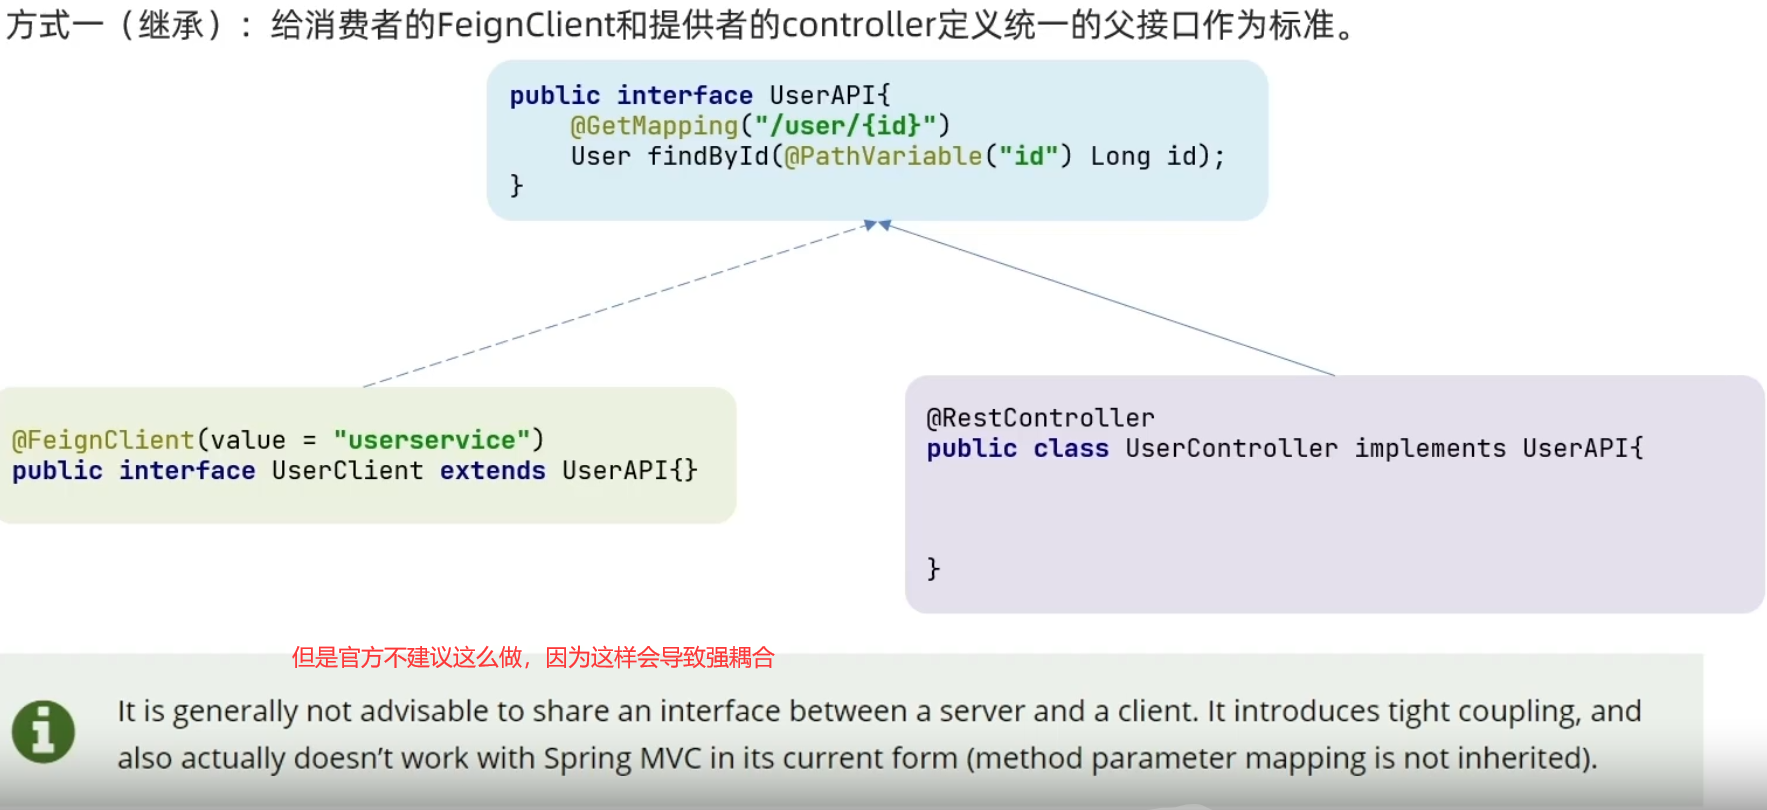 方式一（继承）：给消费者的FeignClient和提供者的controller定义统一的父接口作为标准。
public interface UserAPI{
@GetMapping("/user/{id}")
User findById(@PathVariable("id") Long id);
}
@FeignClient(value = "userservice")
public interface UserClient extends UserAPI{}
@RestController
public class UserController implements UserAPI{
}
但是官方不建议这么做，因为这样会导致强耦合
It is generally not advisable to share an interface between a server and a client. It introduces tight coupling, and
also actually doesn’t work with Spring MVC in its current form (method parameter mapping is not inherited).